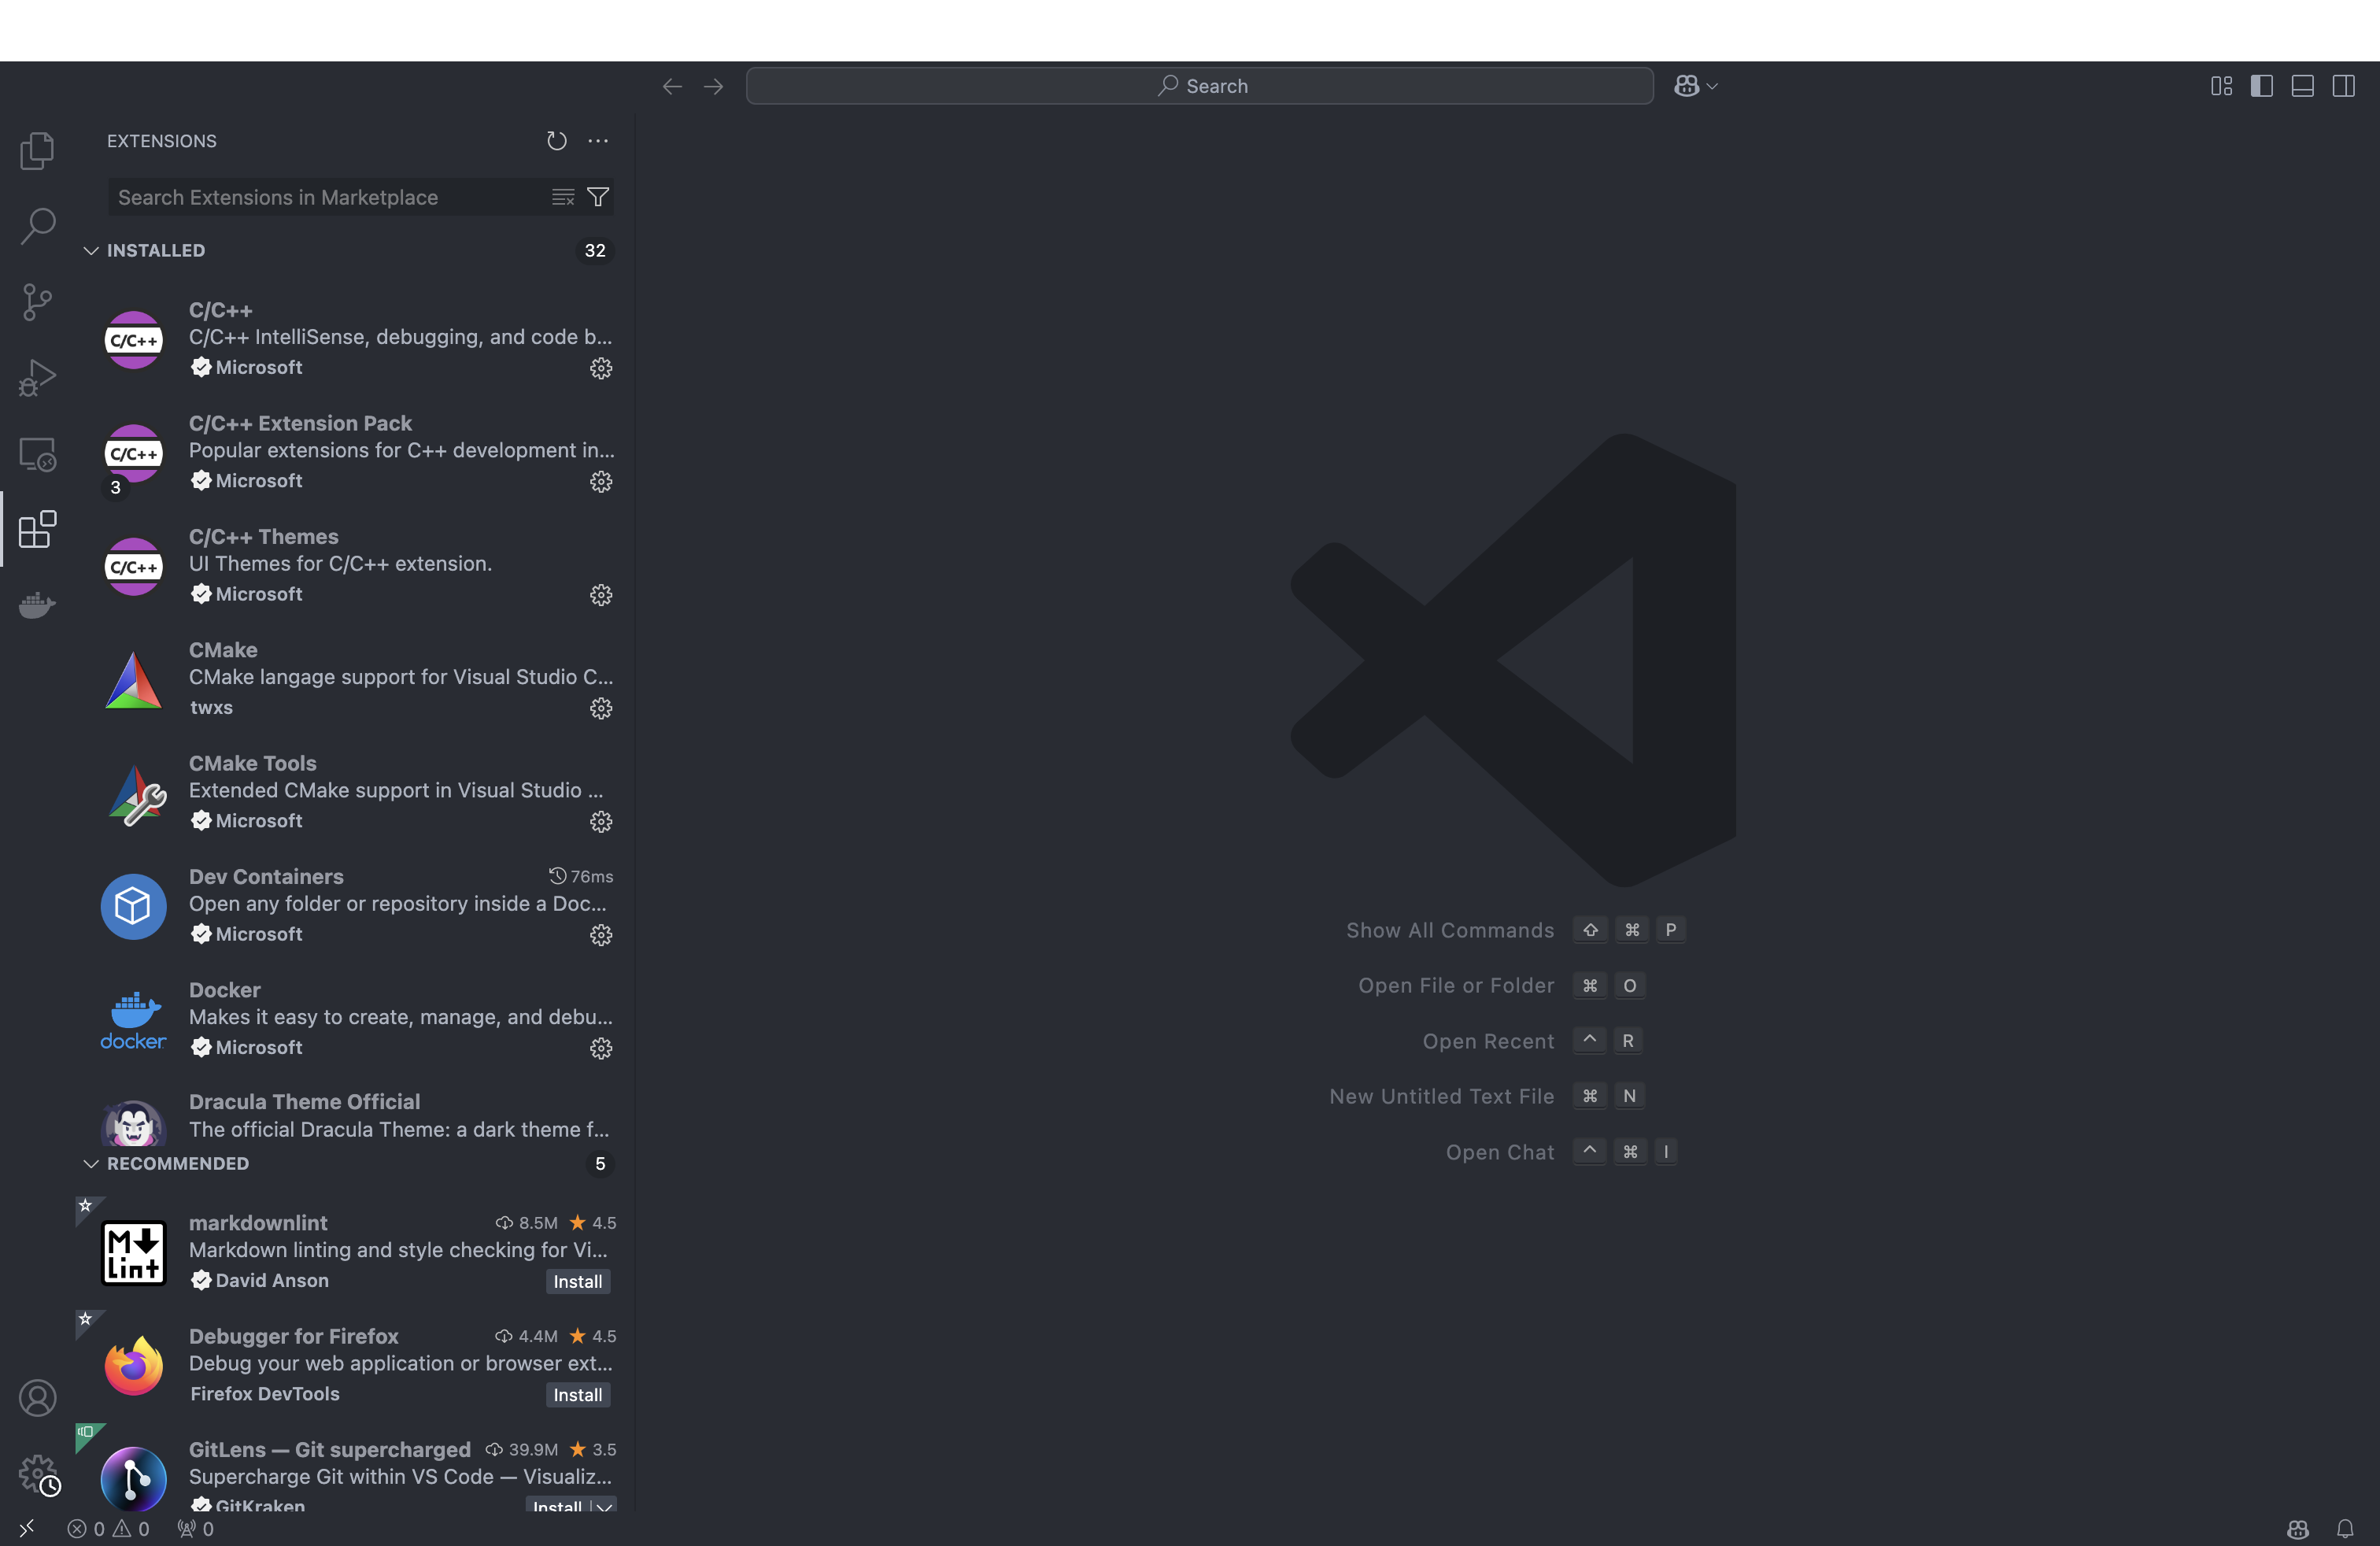 Search
EXTENSIONS
Search Extensions in Marketplace
INSTALLED 32
C/C++
C/C++
C/C++ IntelliSense, debugging, and code b...
Microsoft
C/C++
3
C/C++ Extension Pack
Popular extensions for C++ development in...
Microsoft
C/C++
C/C++ Themes
UI Themes for C/C++ extension.
Microsoft
CMake
CMake langage support for Visual Studio C...
twxs
CMake Tools
Extended CMake support in Visual Studio ...
Microsoft
Dev Containers 76ms
Open any folder or repository inside a Doc...
Microsoft
docker
Docker
Makes it easy to create, manage, and debu...
Microsoft
Dracula Theme Official
The official Dracula Theme: a dark theme f...
RECOMMENDED 5
M
Lint
markdownlint 8.5M ★ 4.5
Markdown linting and style checking for Vi...
David Anson Install
Debugger for Firefox 4.4M ★ 4.5
Debug your web application or browser ext...
Firefox DevTools Install
GitLens — Git supercharged 39.9M ★ 3.5
Supercharge Git within VS Code — Visualiz...
GitKraken Install
Show All Commands ⇧ ⌘ P
Open File or Folder ⌘ O
Open Recent ^ R
New Untitled Text File ⌘ N
Open Chat ^ ⌘ I
0 0 0